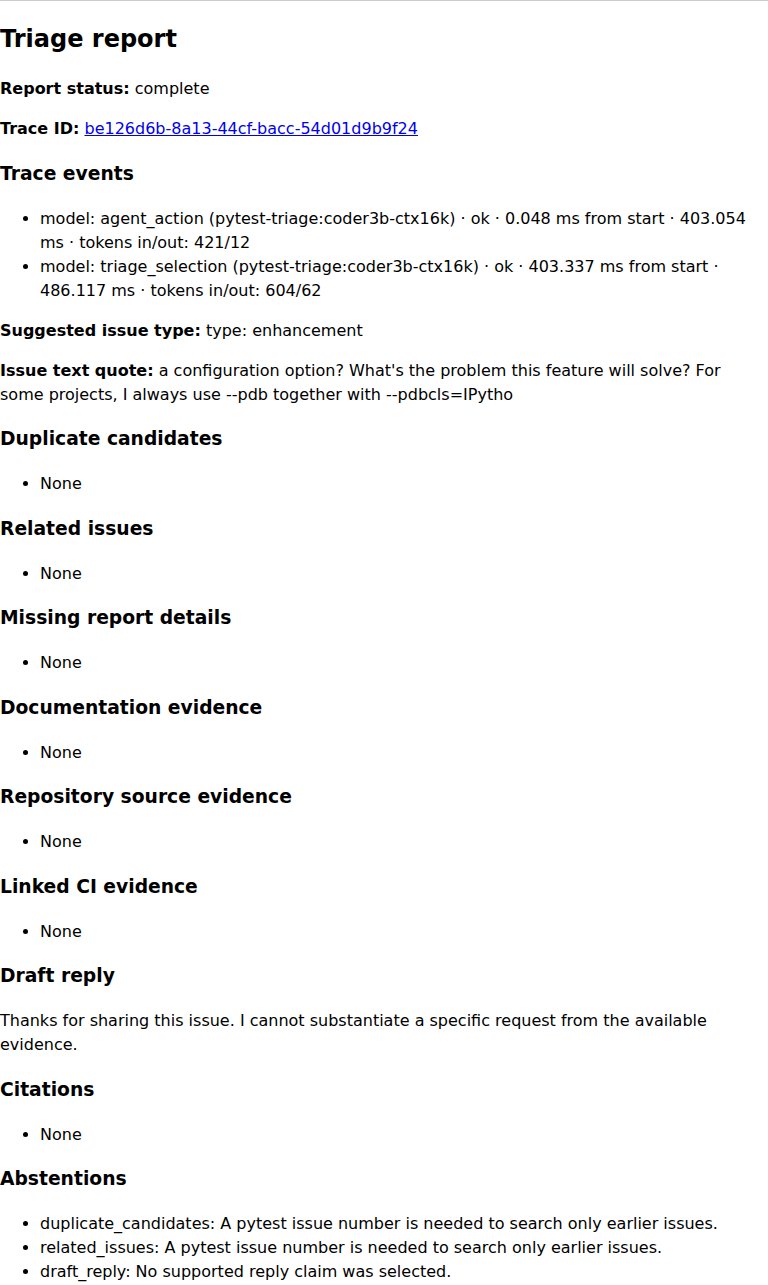 Triage report
Report status: complete
Trace ID: be126d6b-8a13-44cf-bacc-54d01d9b9f24
Trace events
• model: agent_action (pytest-triage:coder3b-ctx16k) · ok · 0.048 ms from start · 403.054
ms · tokens in/out: 421/12
• model: triage_selection (pytest-triage:coder3b-ctx16k) · ok · 403.337 ms from start ·
486.117 ms · tokens in/out: 604/62
Suggested issue type: type: enhancement
Issue text quote: a configuration option? What's the problem this feature will solve? For
some projects, I always use --pdb together with --pdbcls=IPytho
Duplicate candidates
• None
Related issues
• None
Missing report details
• None
Documentation evidence
• None
Repository source evidence
• None
Linked CI evidence
• None
Draft reply
Thanks for sharing this issue. I cannot substantiate a specific request from the available
evidence.
Citations
• None
Abstentions
• duplicate_candidates: A pytest issue number is needed to search only earlier issues.
• related_issues: A pytest issue number is needed to search only earlier issues.
• draft_reply: No supported reply claim was selected.